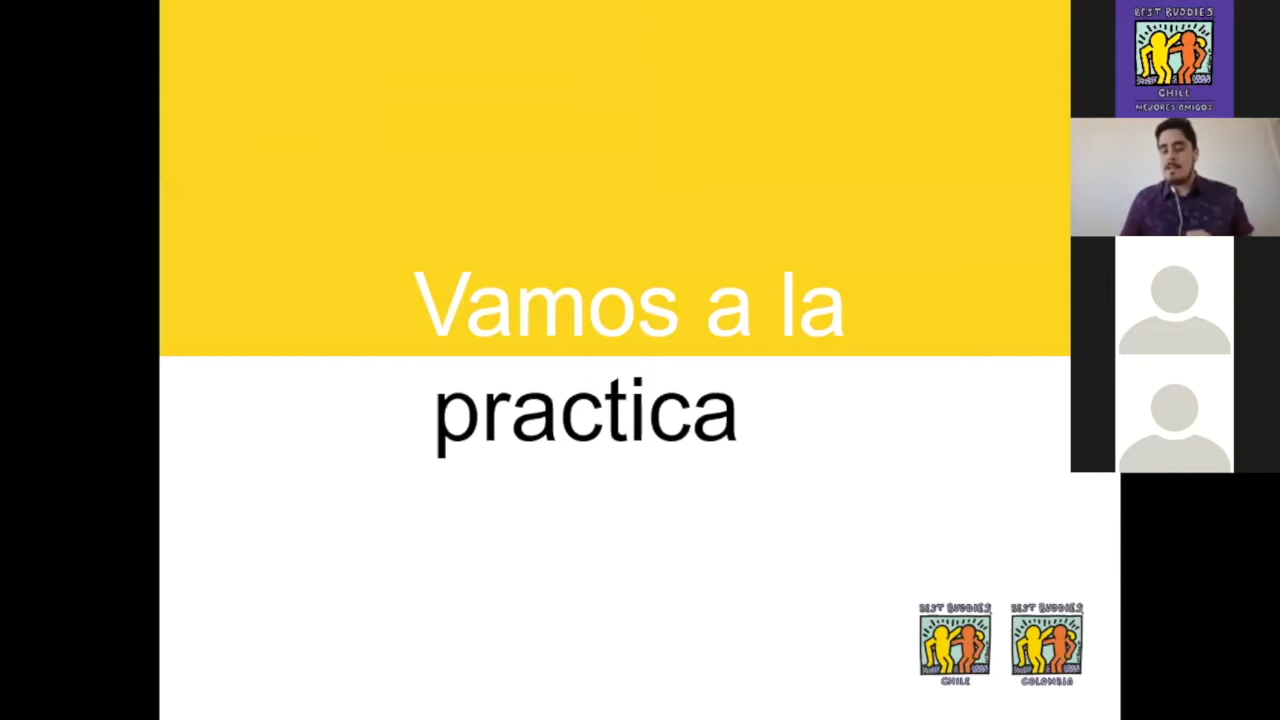 BEST BUDDIES
CHILE
MEJORES AMIGOS
Vamos a la
practica
BEST BUDDIES
CHILE
BEST BUDDIES
COLOMBIA